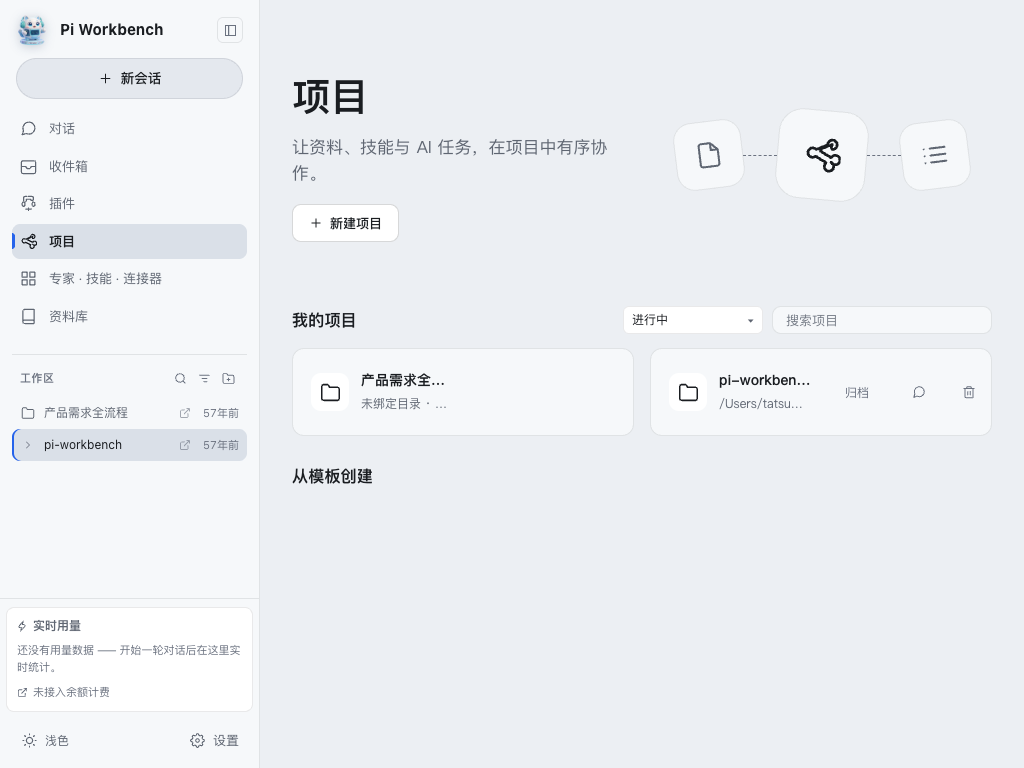 Pi Workbench
新会话
对话
收件箱
插件
项目
专家 · 技能 · 连接器
资料库
工作区
产品需求全流程 57年前
pi-workbench 57年前
实时用量
还没有用量数据 —— 开始一轮对话后在这里实
时统计。
未接入余额计费
浅色 设置
项目
让资料、技能与 AI 任务，在项目中有序协
作。
新建项目
我的项目
进行中
搜索项目
产品需求全…
未绑定目录 · …
pi-workben…
/Users/tatsu…
归档
从模板创建